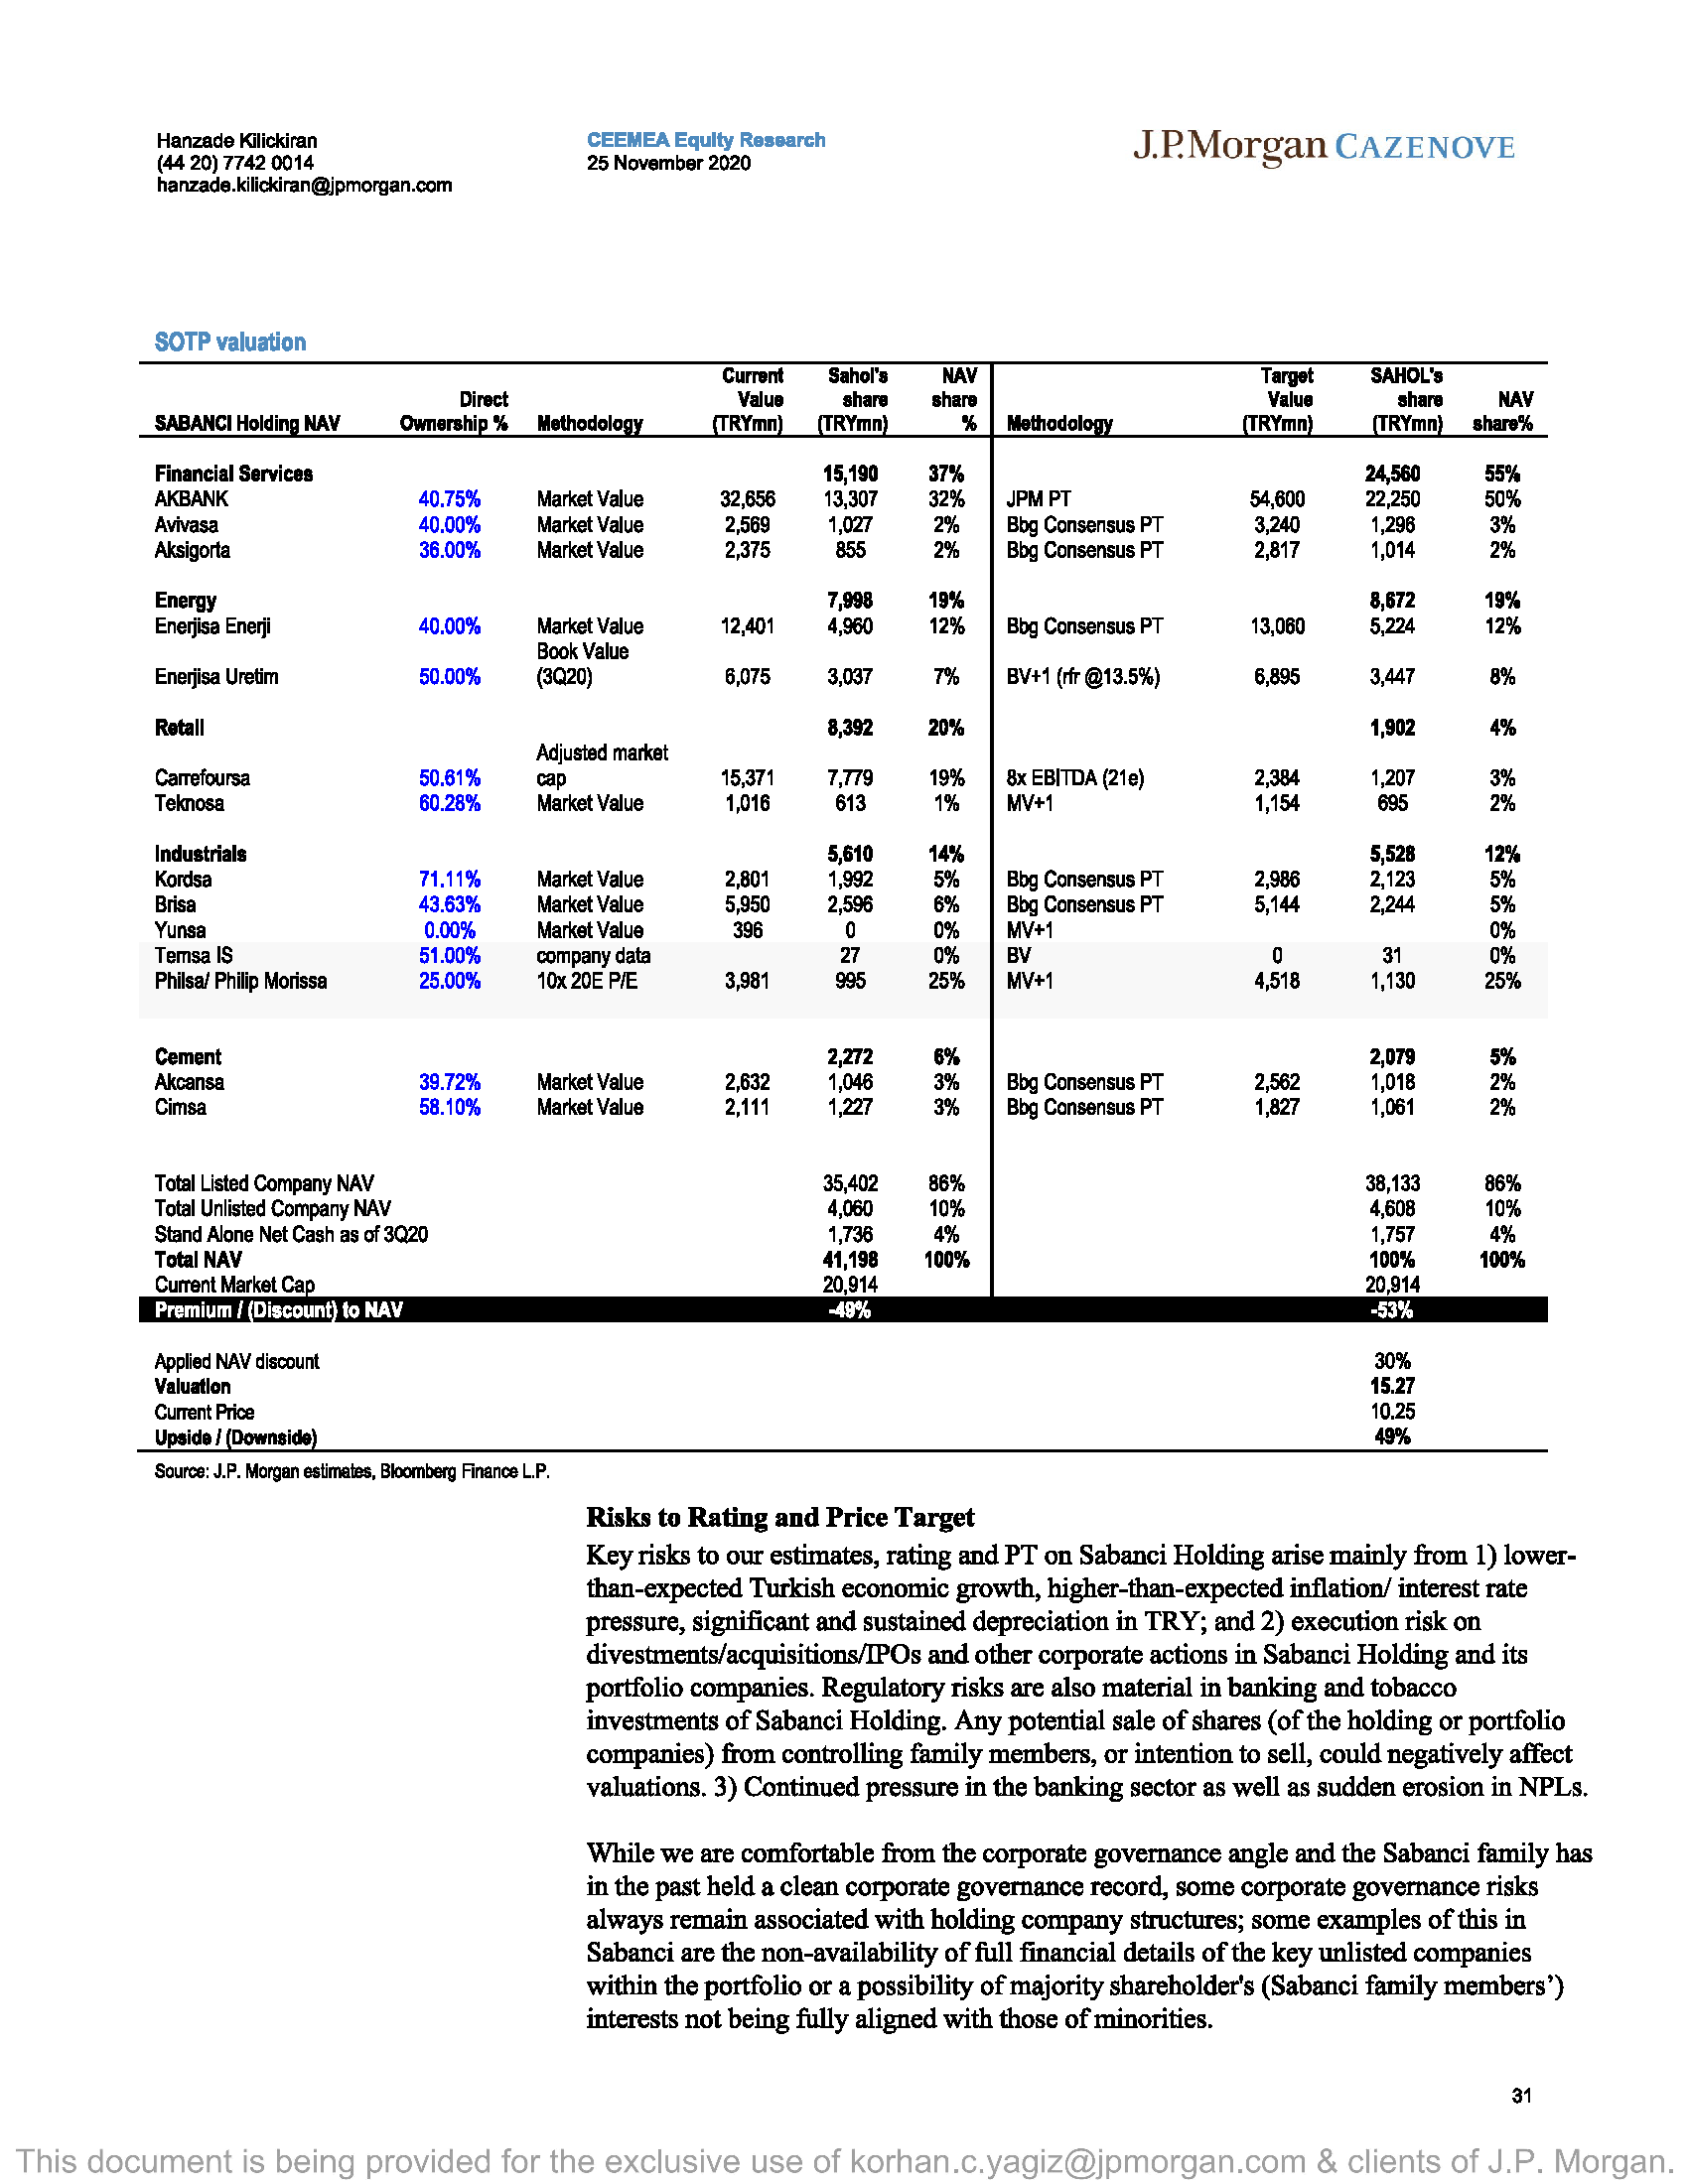 Hanzade Kilickiran
(44 20) 7742 0014
hanzade.kilickiran@jpmorgan.com
CEEMEA Equity Research
25 November 2020
J.P.Morgan CAZENOVE
SOTP valuation
SABANCI Holding NAV Direct Ownership % Methodology Current Value (TRYmn) Sahol's share (TRYmn) NAV share % Methodology Target Value (TRYmn) SAHOL's share (TRYmn) NAV share%
Financial Services 15,190 37% 24,560 55%
AKBANK 40.75% Market Value 32,656 13,307 32% JPM PT 54,600 22,250 50%
Avivasa 40.00% Market Value 2,569 1,027 2% Bbg Consensus PT 3,240 1,296 3%
Aksigorta 36.00% Market Value 2,375 855 2% Bbg Consensus PT 2,817 1,014 2%
Energy 7,998 19% 8,672 19%
Enerjisa Enerji 40.00% Market Value 12,401 4,960 12% Bbg Consensus PT 13,060 5,224 12%
Enerjisa Uretim 50.00% Book Value (3Q20) 6,075 3,037 7% BV+1 (rfr @13.5%) 6,895 3,447 8%
Retail 8,392 20% 1,902 4%
Carrefoursa 50.61% Adjusted market cap 15,371 7,779 19% 8x EBITDA (21e) 2,384 1,207 3%
Teknosa 60.28% Market Value 1,016 613 1% MV+1 1,154 695 2%
Industrials 5,610 14% 5,528 12%
Kordsa 71.11% Market Value 2,801 1,992 5% Bbg Consensus PT 2,986 2,123 5%
Brisa 43.63% Market Value 5,950 2,596 6% Bbg Consensus PT 5,144 2,244 5%
Yunsa 0.00% Market Value 396 0 0% MV+1 0%
Temsa IS 51.00% company data 27 0% BV 0 31 0%
Philsa/ Philip Morissa 25.00% 10x 20E P/E 3,981 995 25% MV+1 4,518 1,130 25%
Cement 2,272 6% 2,079 5%
Akcansa 39.72% Market Value 2,632 1,046 3% Bbg Consensus PT 2,562 1,018 2%
Cimsa 58.10% Market Value 2,111 1,227 3% Bbg Consensus PT 1,827 1,061 2%
Total Listed Company NAV 35,402 86% 38,133 86%
Total Unlisted Company NAV 4,060 10% 4,608 10%
Stand Alone Net Cash as of 3Q20 1,736 4% 1,757 4%
Total NAV 41,198 100% 100% 100%
Current Market Cap 20,914 20,914
Premium / (Discount) to NAV -49% -53%
Applied NAV discount 30%
Valuation 15.27
Current Price 10.25
Upside / (Downside) 49%
Source: J.P. Morgan estimates, Bloomberg Finance L.P.
Risks to Rating and Price Target
Key risks to our estimates, rating and PT on Sabanci Holding arise mainly from 1) lower-
than-expected Turkish economic growth, higher-than-expected inflation/ interest rate
pressure, significant and sustained depreciation in TRY; and 2) execution risk on
divestments/acquisitions/IPOs and other corporate actions in Sabanci Holding and its
portfolio companies. Regulatory risks are also material in banking and tobacco
investments of Sabanci Holding. Any potential sale of shares (of the holding or portfolio
companies) from controlling family members, or intention to sell, could negatively affect
valuations. 3) Continued pressure in the banking sector as well as sudden erosion in NPLs.
While we are comfortable from the corporate governance angle and the Sabanci family has
in the past held a clean corporate governance record, some corporate governance risks
always remain associated with holding company structures; some examples of this in
Sabanci are the non-availability of full financial details of the key unlisted companies
within the portfolio or a possibility of majority shareholder's (Sabanci family members’)
interests not being fully aligned with those of minorities.
31
This document is being provided for the exclusive use of korhan.c.yagiz@jpmorgan.com & clients of J.P. Morgan.